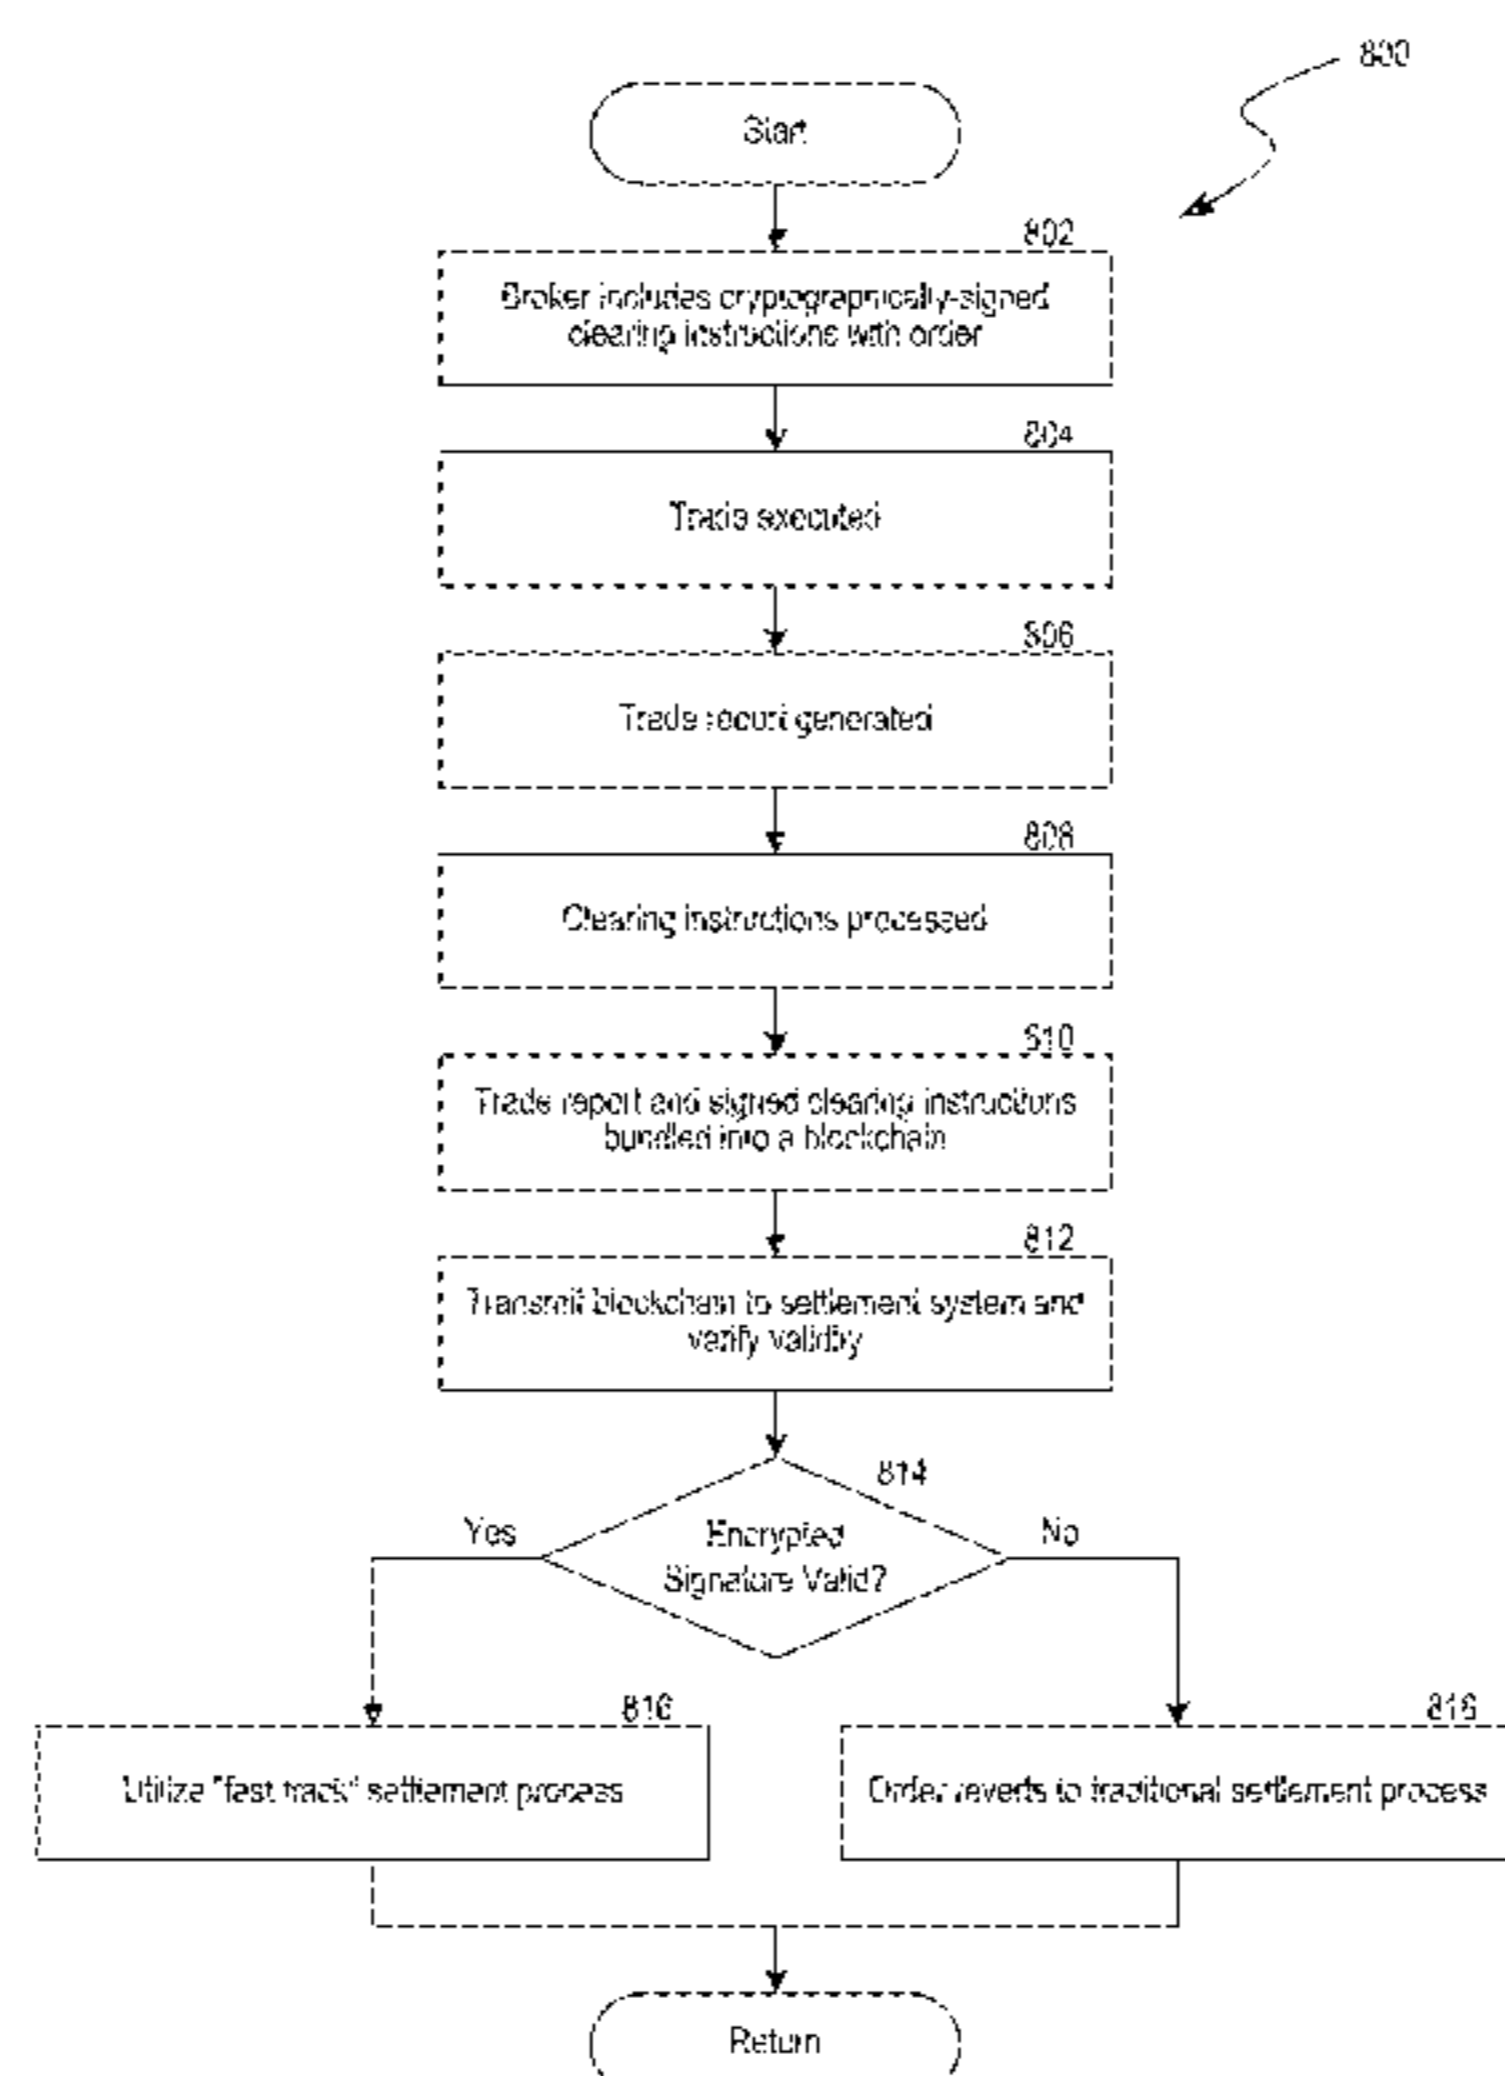 800
Start
802
Broker includes cryptographically-signed
clearing instructions with order
804
Trade executed
806
Trade report generated
808
Clearing instructions processed
810
Trade report and signed clearing instructions
bundled into a blockchain
812
Transmit blockchain to settlement system and
verify validity
814
Yes
Encrypted
No
Signature Valid?
816
Utilize "fast track" settlement process
Order reverts to traditional settlement process
Return